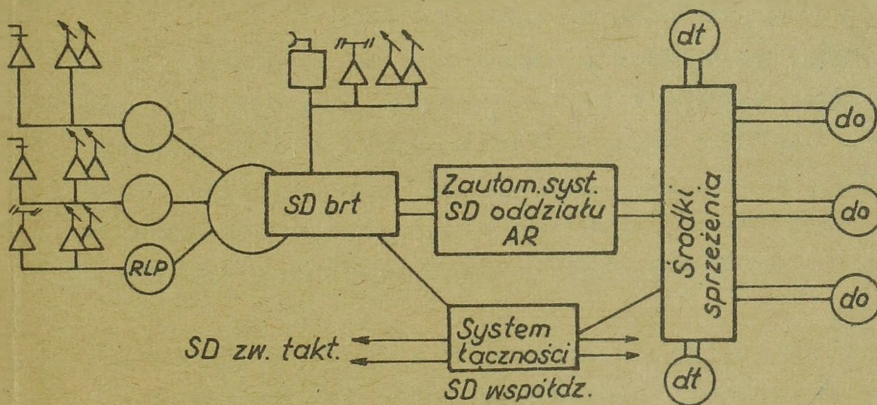 dt
do
SD brt
Zautom. syst.
SD oddziału
AR
Środki
sprzężenia
do
RLP
do
SD zw. takt.
System
łączności
SD współdz.
dt